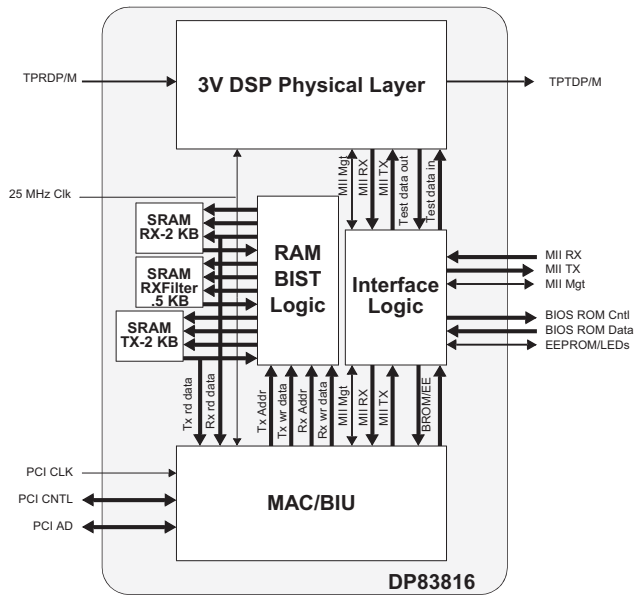 3V DSP Physical Layer
TPRDP/M
TPTDP/M
25 MHz Clk
MII Mgt
MII RX
MII TX
Test data out
Test data in
SRAM
RX-2 KB
SRAM
RXFilter
.5 KB
SRAM
TX-2 KB
RAM
BIST
Logic
Interface
Logic
MII RX
MII TX
MII Mgt
BIOS ROM Cntl
BIOS ROM Data
EEPROM/LEDs
Tx rd data
Rx rd data
Tx Addr
Tx wr data
Rx Addr
Rx wr data
MII Mgt
MII RX
MII TX
BROM/EE
PCI CLK
PCI CNTL
PCI AD
MAC/BIU
DP83816